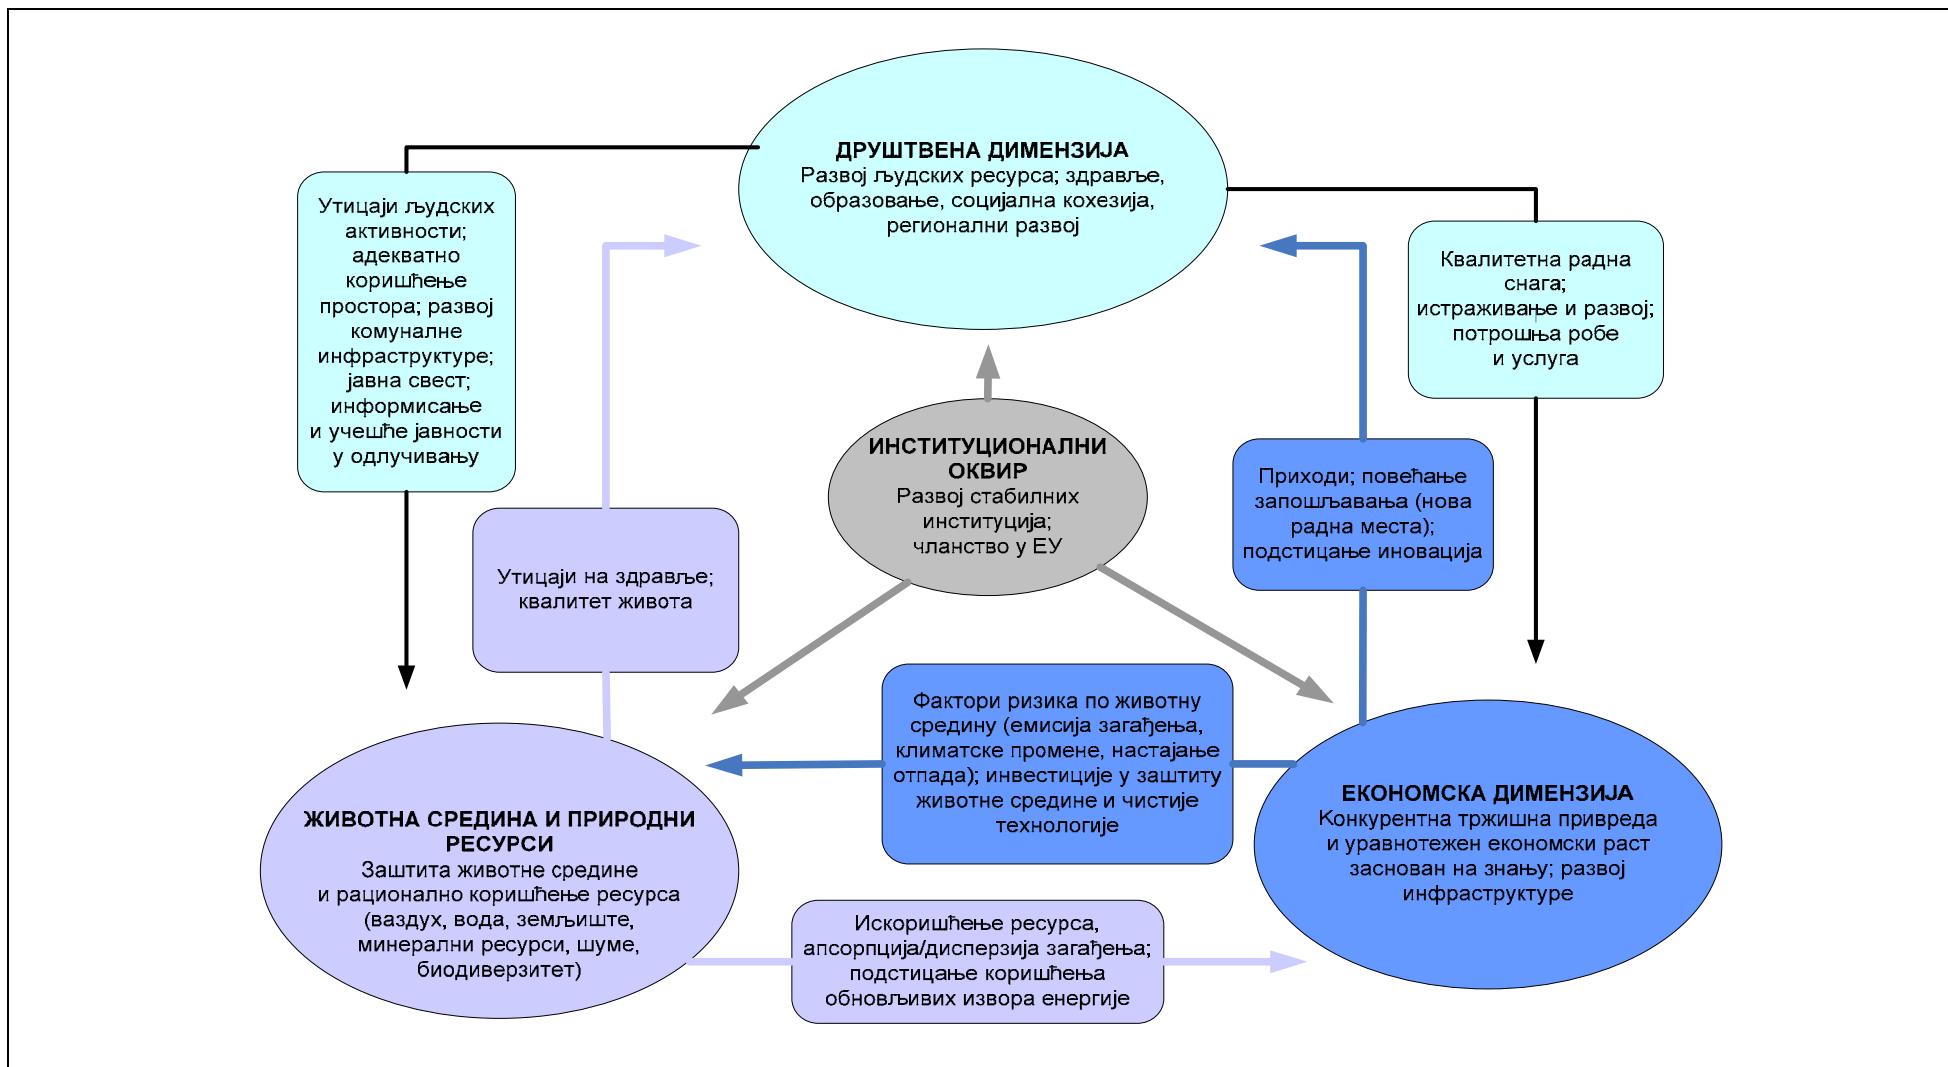 ДРУШТВЕНА ДИМЕНЗИЈА
Развој људских ресурса; здравље,
образовање, социјална кохезија,
регионални развој
Утицаји људских
активности;
адекватно
коришћење
простора; развој
комуналне
инфраструктуре;
јавна свест;
информисање
и учешће јавности
у одлучивању
Квалитетна радна
снага;
истраживање и развој;
потрошња робе
и услуга
ИНСТИТУЦИОНАЛНИ
ОКВИР
Развој стабилних
институција;
чланство у ЕУ
Приходи; повећање
запошљавања (нова
радна места);
подстицање иновација
Утицаји на здравље;
квалитет живота
Фактори ризика по животну
средину (емисија загађења,
климатске промене, настајање
отпада); инвестиције у заштиту
животне средине и чистије
технологије
ЖИВОТНА СРЕДИНА И ПРИРОДНИ
РЕСУРСИ
Заштита животне средине
и рационално коришћење ресурса
(ваздух, вода, земљиште,
минерални ресурси, шуме,
биодиверзитет)
ЕКОНОМСКА ДИМЕНЗИЈА
Конкурентна тржишна привреда
и уравнотежен економски раст
заснован на знању; развој
инфраструктуре
Искоришћење ресурса,
апсорпција/дисперзија загађења;
подстицање коришћења
обновљивих извора енергије